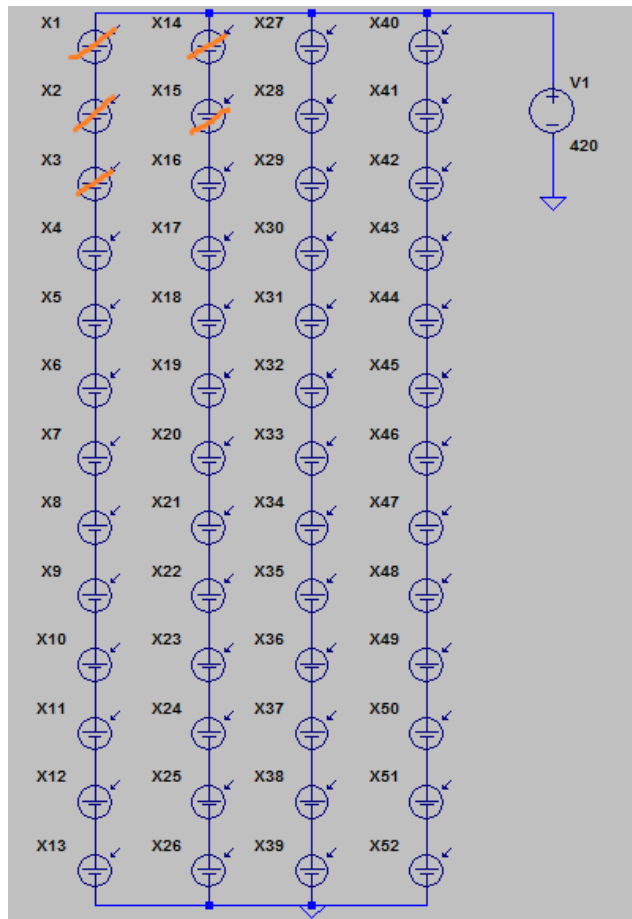 X1 X14 X27 X40
V1
X2 X15 X28 X41
420
X3 X16 X29 X42
X4 X17 X30 X43
X5 X18 X31 X44
X6 X19 X32 X45
X7 X20 X33 X46
X8 X21 X34 X47
X9 X22 X35 X48
X10 X23 X36 X49
X11 X24 X37 X50
X12 X25 X38 X51
X13 X26 X39 X52